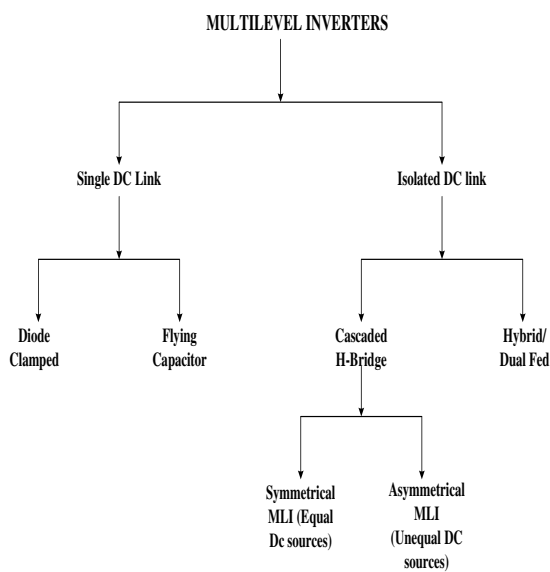 MULTILEVEL INVERTERS
Single DC Link
Isolated DC link
Diode
Clamped
Flying
Capacitor
Cascaded
H-Bridge
Hybrid/
Dual Fed
Symmetrical
MLI (Equal
Dc sources)
Asymmetrical
MLI
(Unequal DC
sources)